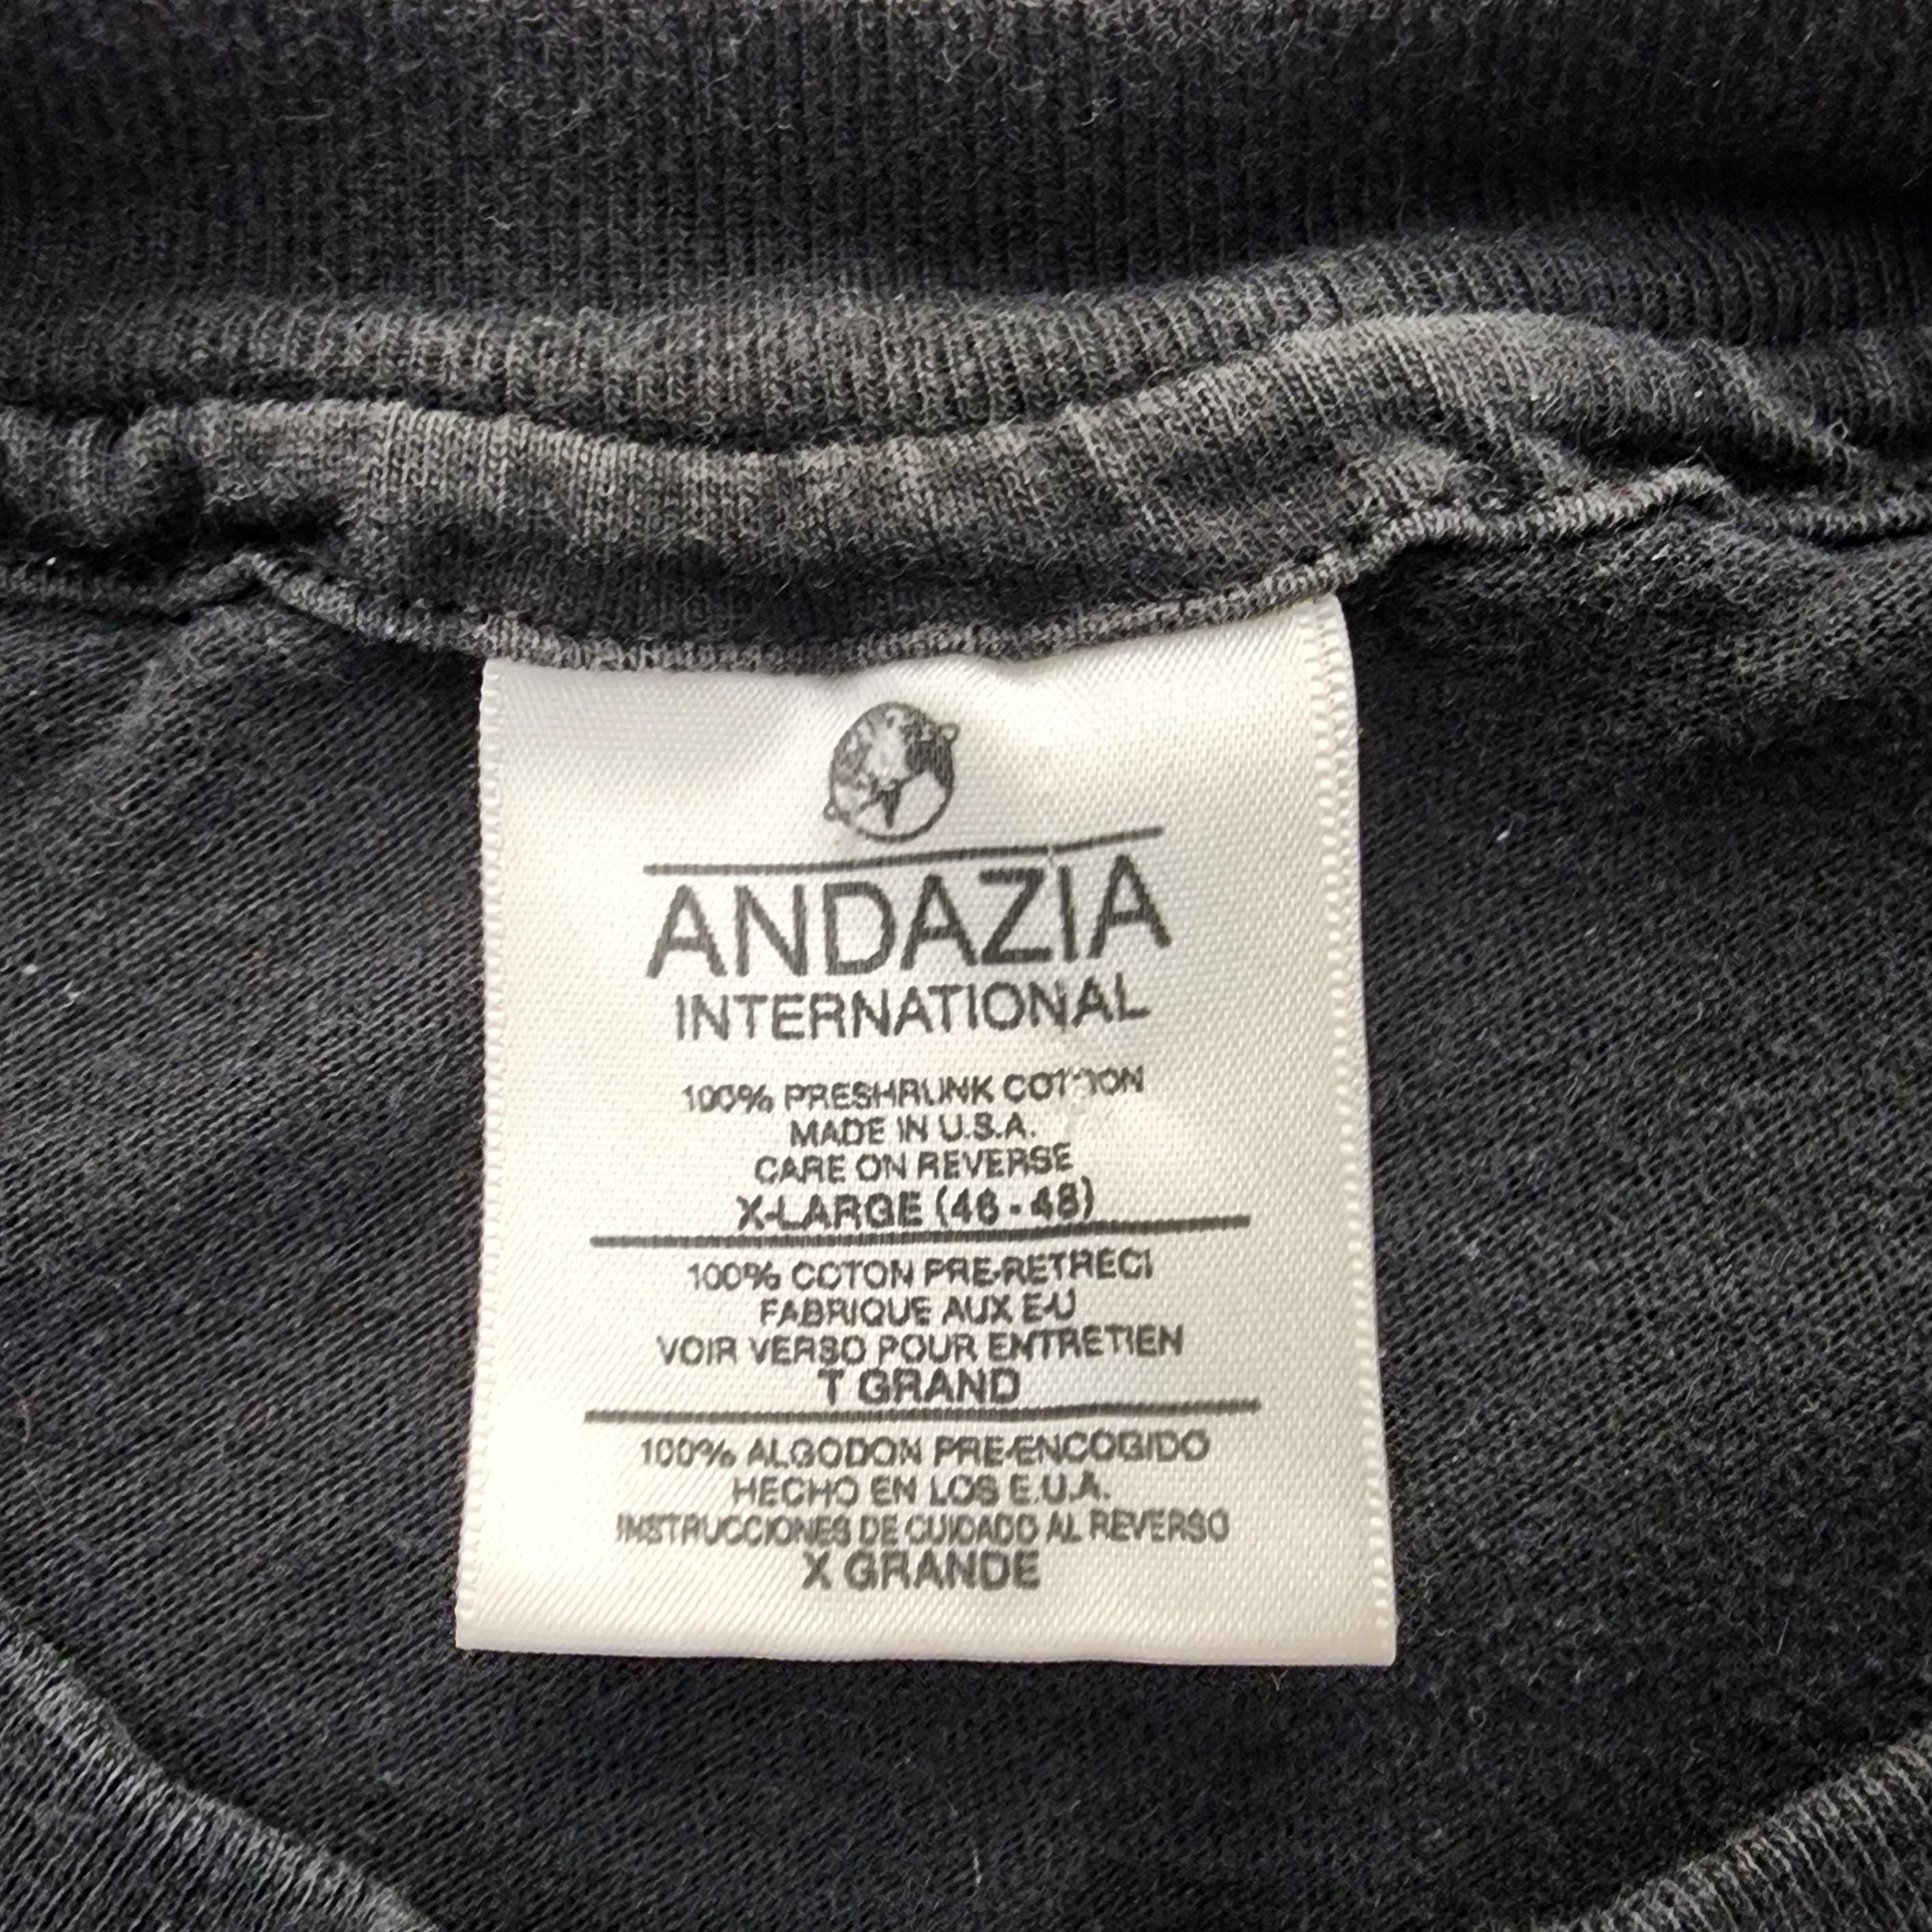 ANDAZIA
INTERNATIONAL
100% PRESHRUNK COTTON
MADE IN U.S.A.
CARE ON REVERSE
X-LARGE (46 - 48)
100% COTON PRE-RETRECI
FABRIQUE AUX E-U
VOIR VERSO POUR ENTRETIEN
T GRAND
100% ALGODON PRE-ENCOGIDO
HECHO EN LOS E.U.A.
INSTRUCCIONES DE CUIDADO AL REVERSO
X GRANDE